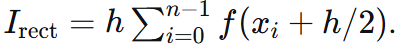 I_rect = h ∑_{i=0}^{n−1} f(x_i + h/2).